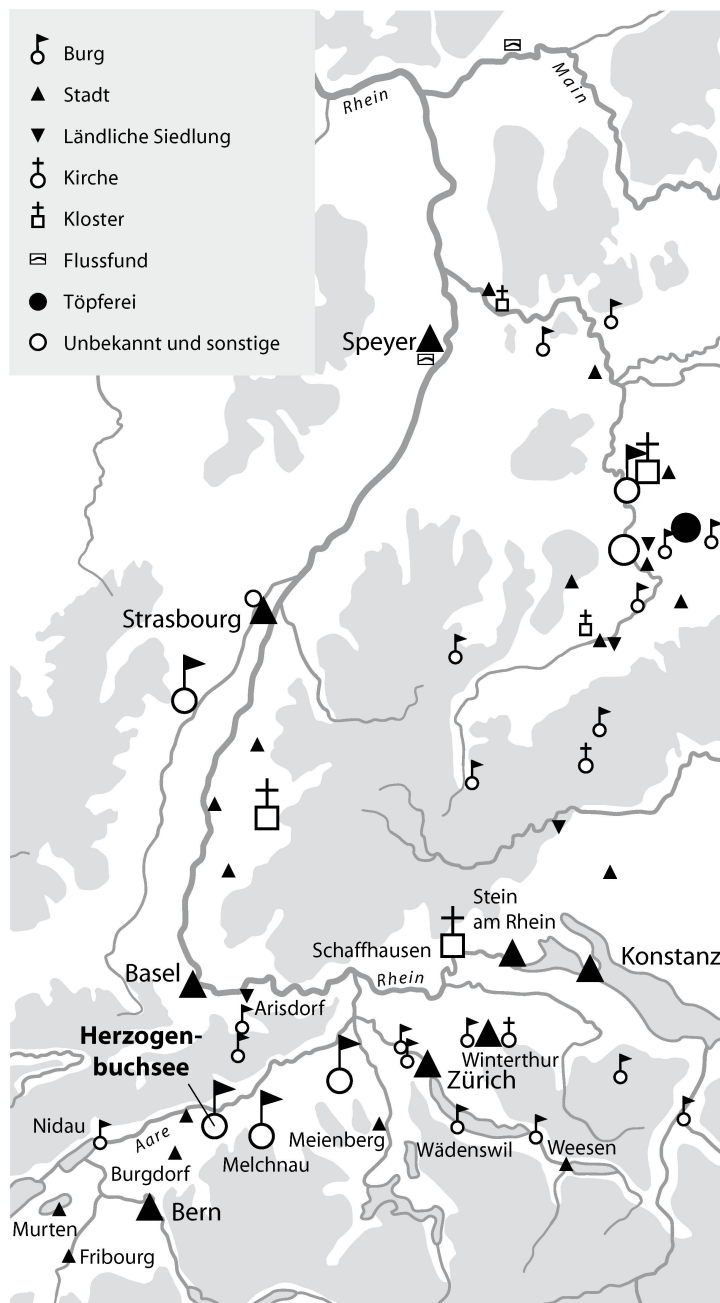 Burg
Stadt
Ländliche Siedlung
Kirche
Kloster
Flussfund
Töpferei
Unbekannt und sonstige
Rhein
Main
Speyer
Strasbourg
Stein
am Rhein
Schaffhausen
Konstanz
Basel
Rhein
Arisdorf
Herzogen-
buchsee
Winterthur
Zürich
Nidau
Aare
Meienberg
Wädenswil
Weesen
Burgdorf
Melchnau
Bern
Murten
Fribourg